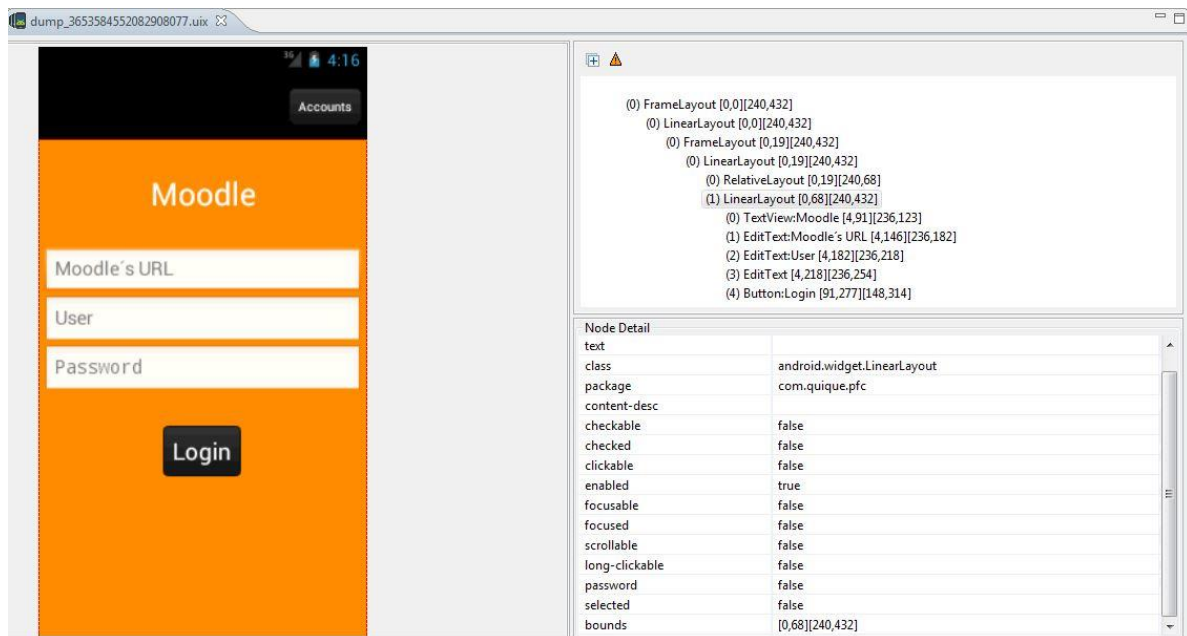 dump_3653584552082908077.uix
3G 4:16
Accounts
Moodle
Moodle´s URL
User
Password
Login
(0) FrameLayout [0,0][240,432]
(0) LinearLayout [0,0][240,432]
(0) FrameLayout [0,19][240,432]
(0) LinearLayout [0,19][240,432]
(0) RelativeLayout [0,19][240,68]
(1) LinearLayout [0,68][240,432]
(0) TextView:Moodle [4,91][236,123]
(1) EditText:Moodle´s URL [4,146][236,182]
(2) EditText:User [4,182][236,218]
(3) EditText [4,218][236,254]
(4) Button:Login [91,277][148,314]
Node Detail
text
class android.widget.LinearLayout
package com.quique.pfc
content-desc
checkable false
checked false
clickable false
enabled true
focusable false
focused false
scrollable false
long-clickable false
password false
selected false
bounds [0,68][240,432]